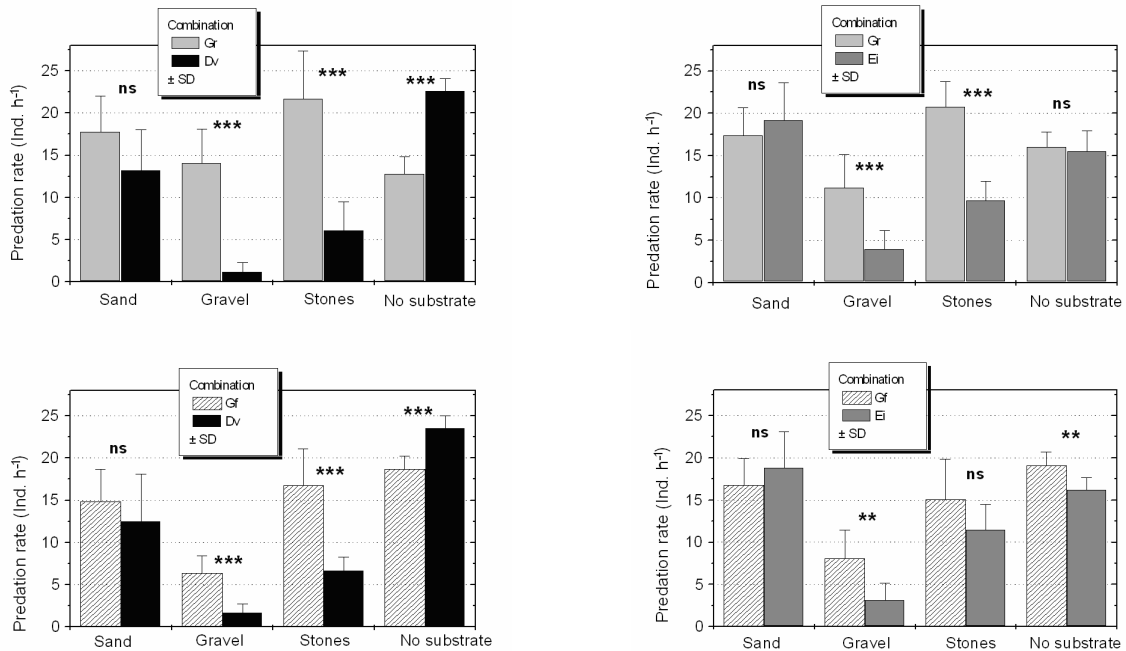 Combination
Gr
Dv
± SD
Predation rate (Ind. h⁻¹)
25
20
15
10
5
0
ns
***
***
***
Sand Gravel Stones No substrate
Combination
Gr
Ei
± SD
Predation rate (Ind. h⁻¹)
25
20
15
10
5
0
ns
***
***
ns
Sand Gravel Stones No substrate
Combination
Gf
Dv
± SD
Predation rate (Ind. h⁻¹)
25
20
15
10
5
0
ns
***
***
***
Sand Gravel Stones No substrate
Combination
Gf
Ei
± SD
Predation rate (Ind. h⁻¹)
25
20
15
10
5
0
ns
**
ns
**
Sand Gravel Stones No substrate